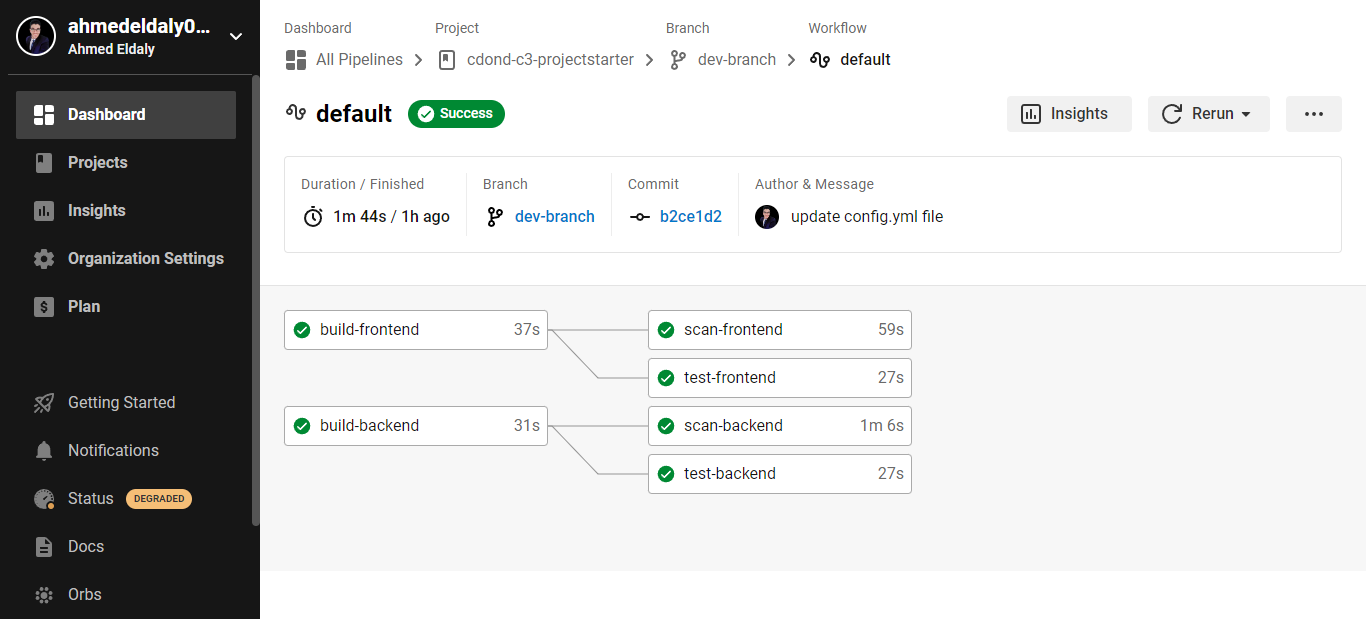 ahmedeldaly0...
Ahmed Eldaly
Dashboard
Projects
Insights
Organization Settings
Plan
Getting Started
Notifications
Status DEGRADED
Docs
Orbs
Dashboard Project Branch Workflow
All Pipelines cdond-c3-projectstarter dev-branch default
default Success
Insights Rerun ...
Duration / Finished Branch Commit Author & Message
1m 44s / 1h ago dev-branch b2ce1d2 update config.yml file
build-frontend 37s scan-frontend 59s
test-frontend 27s
build-backend 31s scan-backend 1m 6s
test-backend 27s